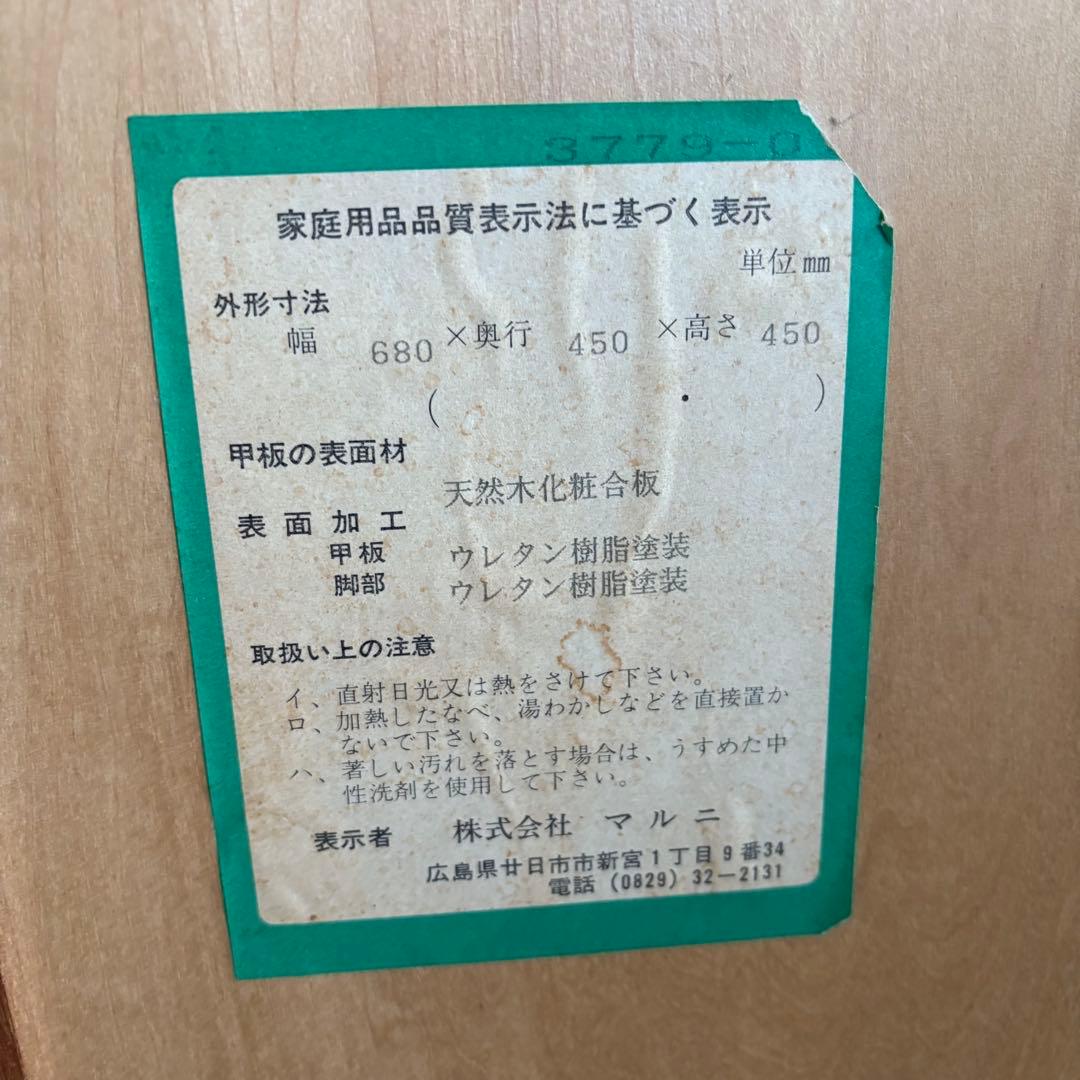 3779-0
家庭用品品質表示法に基づく表示
単位mm
外形寸法
幅 680 ×奥行 450 ×高さ 450
( ・ )
甲板の表面材
天然木化粧合板
表面加工
甲板 ウレタン樹脂塗装
脚部 ウレタン樹脂塗装
取扱い上の注意
イ、直射日光又は熱をさけて下さい。
ロ、加熱したなべ、湯わかしなどを直接置か
ないで下さい。
ハ、著しい汚れを落とす場合は、うすめた中
性洗剤を使用して下さい。
表示者 株式会社 マルニ
広島県廿日市市新宮1丁目9番34
電話 (0829) 32-2131